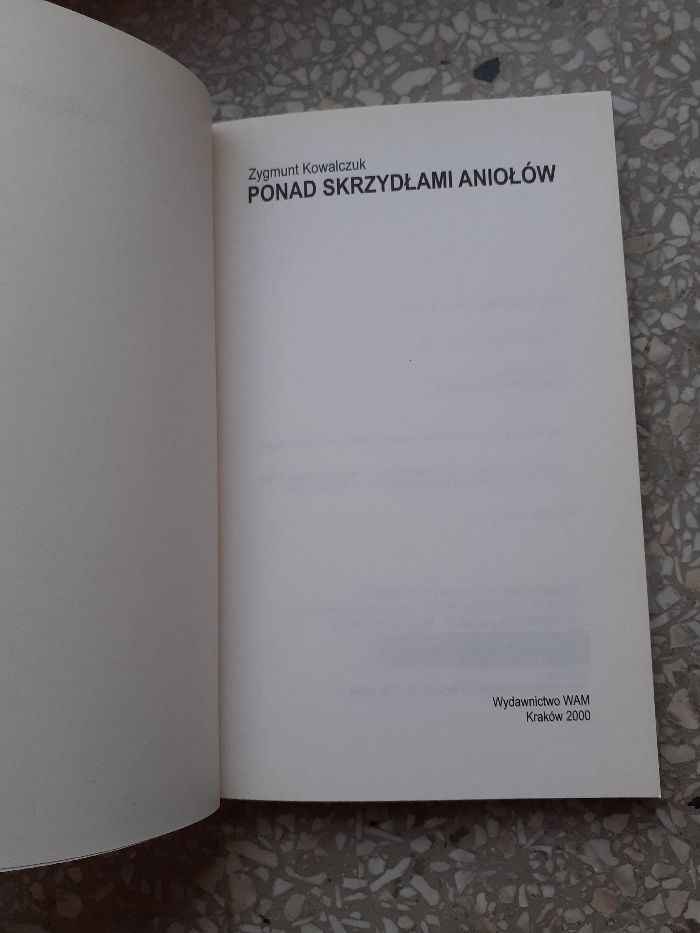 Zygmunt Kowalczuk
PONAD SKRZYDŁAMI ANIOŁÓW
Wydawnictwo WAM
Kraków 2000